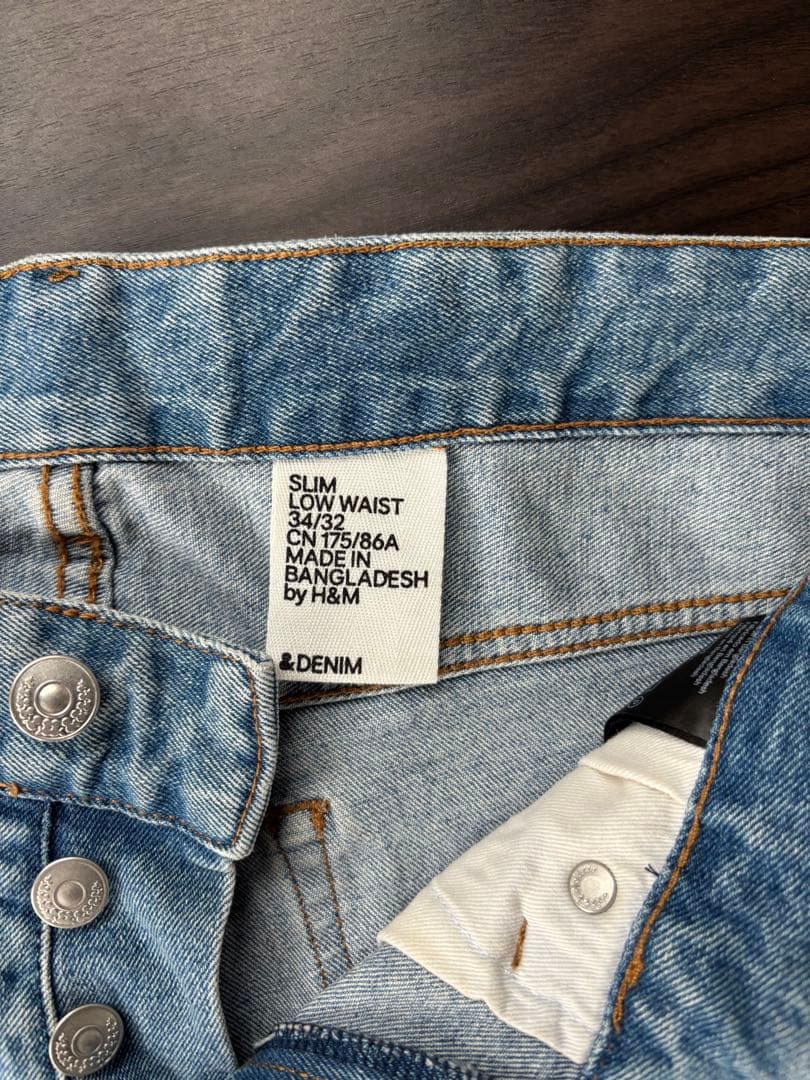 SLIM
LOW WAIST
34/32
CN 175/86A
MADE IN
BANGLADESH
by H&M
&DENIM